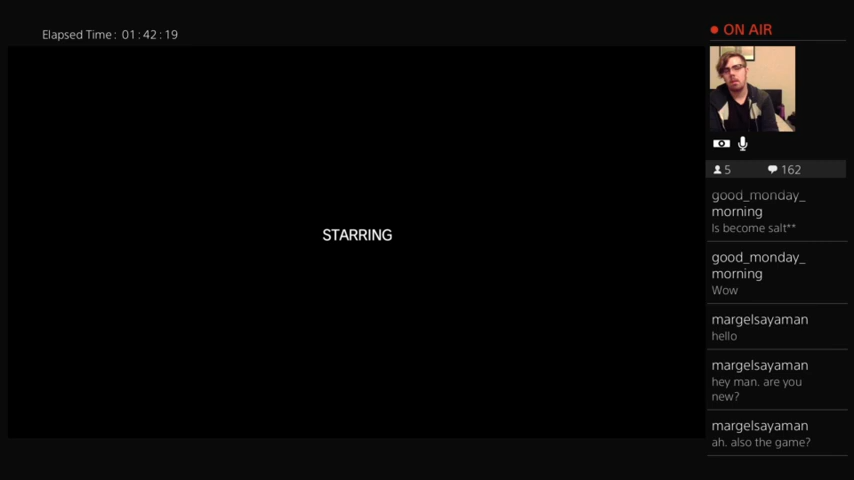 Elapsed Time: 01:42:19
ON AIR
5 162
good_monday_
morning
Is become salt**
good_monday_
morning
Wow
STARRING
margelsayaman
hello
margelsayaman
hey man. are you
new?
margelsayaman
ah. also the game?